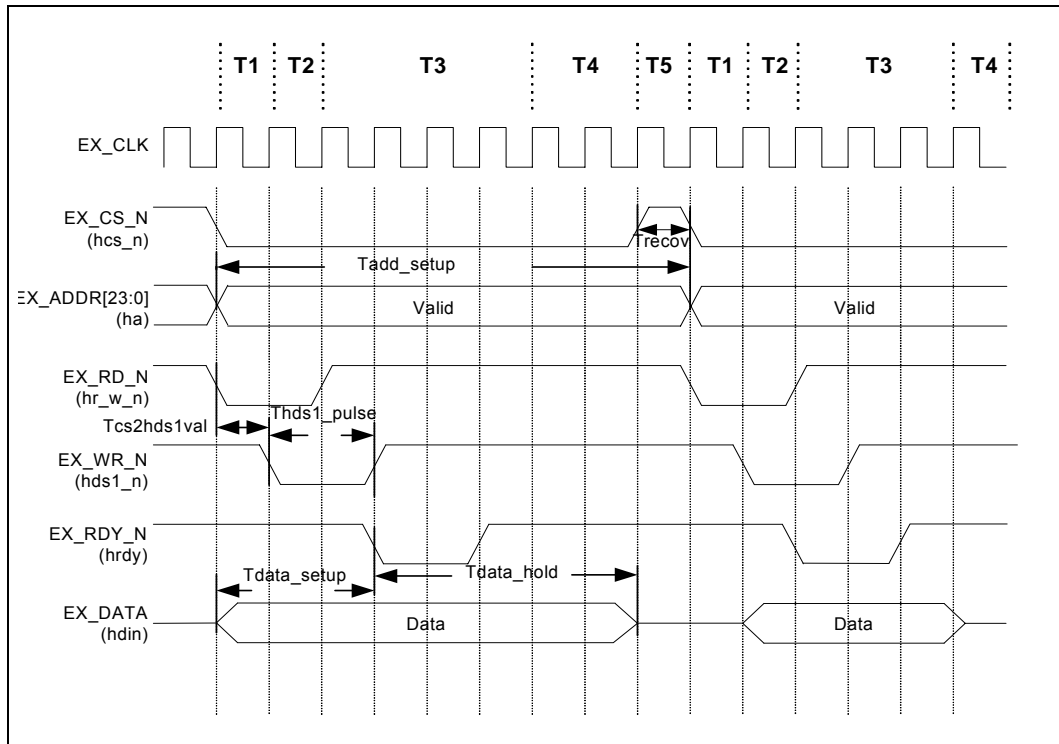 T1 T2 T3 T4 T5 T1 T2 T3 T4
EX_CLK
EX_CS_N
(hcs_n)
Trecov
Tadd_setup
EX_ADDR[23:0]
(ha)
Valid Valid
EX_RD_N
(hr_w_n)
Thds1_pulse
Tcs2hds1val
EX_WR_N
(hds1_n)
EX_RDY_N
(hrdy)
Tdata_setup Tdata_hold
EX_DATA
(hdin)
Data Data